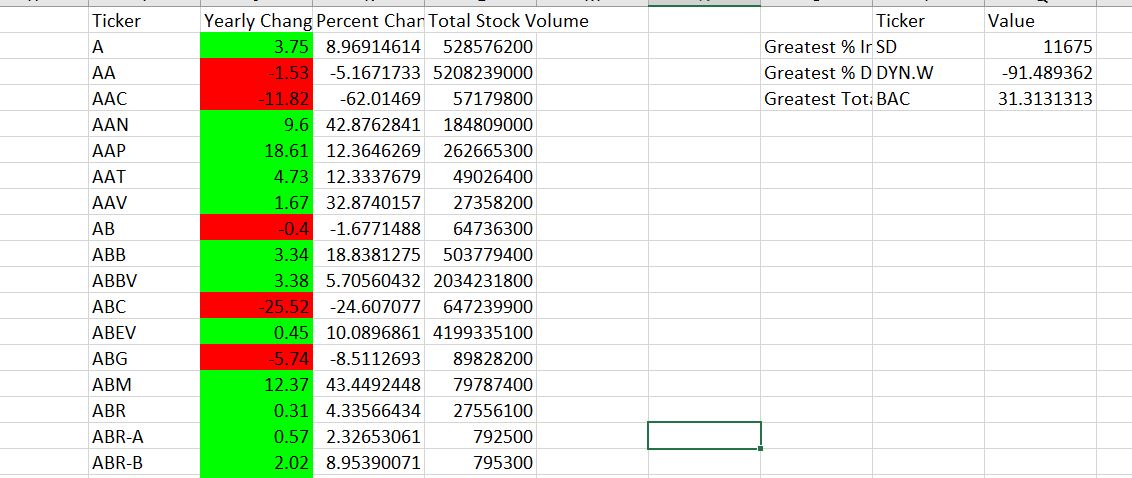 Ticker Yearly Chang Percent Chan Total Stock Volume Ticker Value
A 3.75 8.96914614 528576200 Greatest % In SD 11675
AA -1.53 -5.1671733 5208239000 Greatest % D DYN.W -91.489362
AAC -11.82 -62.01469 57179800 Greatest Tota BAC 31.3131313
AAN 9.6 42.8762841 184809000
AAP 18.61 12.3646269 262665300
AAT 4.73 12.3337679 49026400
AAV 1.67 32.8740157 27358200
AB -0.4 -1.6771488 64736300
ABB 3.34 18.8381275 503779400
ABBV 3.38 5.70560432 2034231800
ABC -25.52 -24.607077 647239900
ABEV 0.45 10.0896861 4199335100
ABG -5.74 -8.5112693 89828200
ABM 12.37 43.4492448 79787400
ABR 0.31 4.33566434 27556100
ABR-A 0.57 2.32653061 792500
ABR-B 2.02 8.95390071 795300